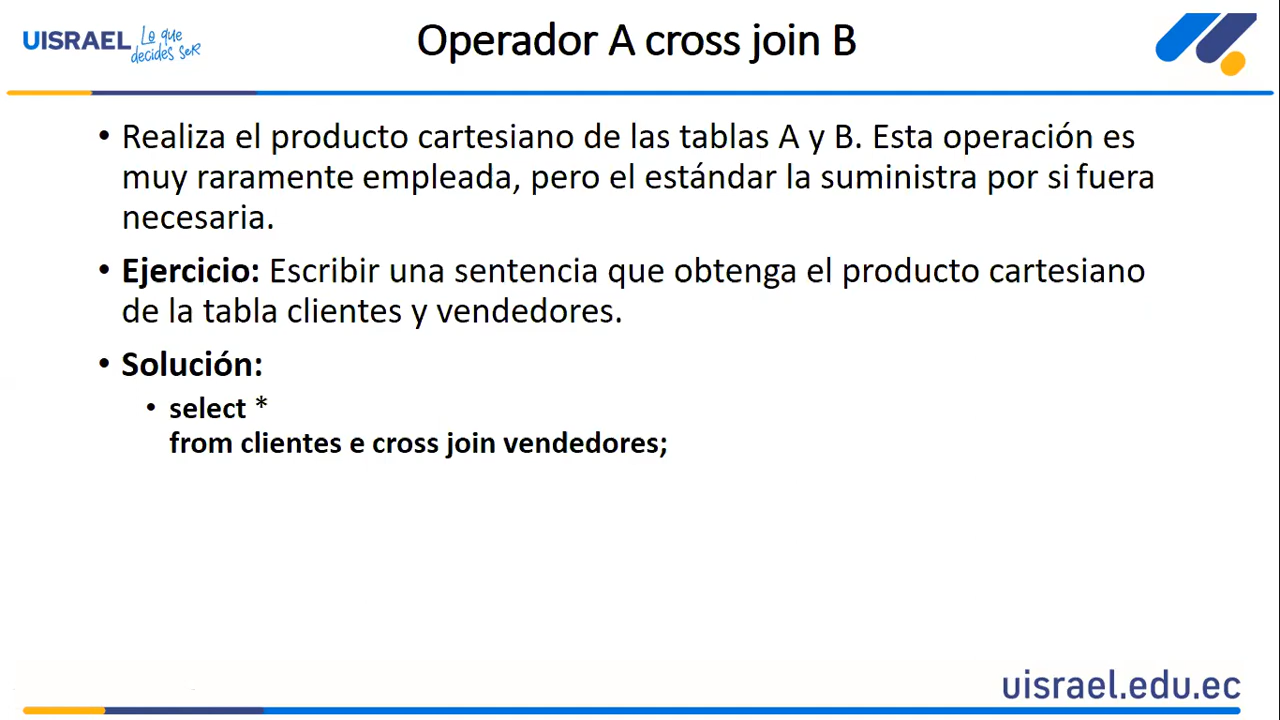 UISRAEL Lo que
decides seR
Operador A cross join B
• Realiza el producto cartesiano de las tablas A y B. Esta operación es
muy raramente empleada, pero el estándar la suministra por si fuera
necesaria.
• Ejercicio: Escribir una sentencia que obtenga el producto cartesiano
de la tabla clientes y vendedores.
• Solución:
• select *
from clientes e cross join vendedores;
uisrael.edu.ec